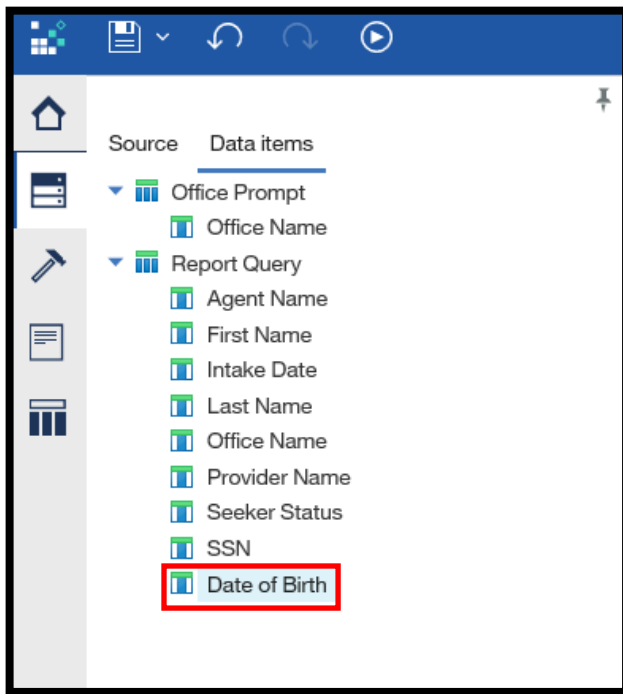 Source Data items
Office Prompt
Office Name
Report Query
Agent Name
First Name
Intake Date
Last Name
Office Name
Provider Name
Seeker Status
SSN
Date of Birth